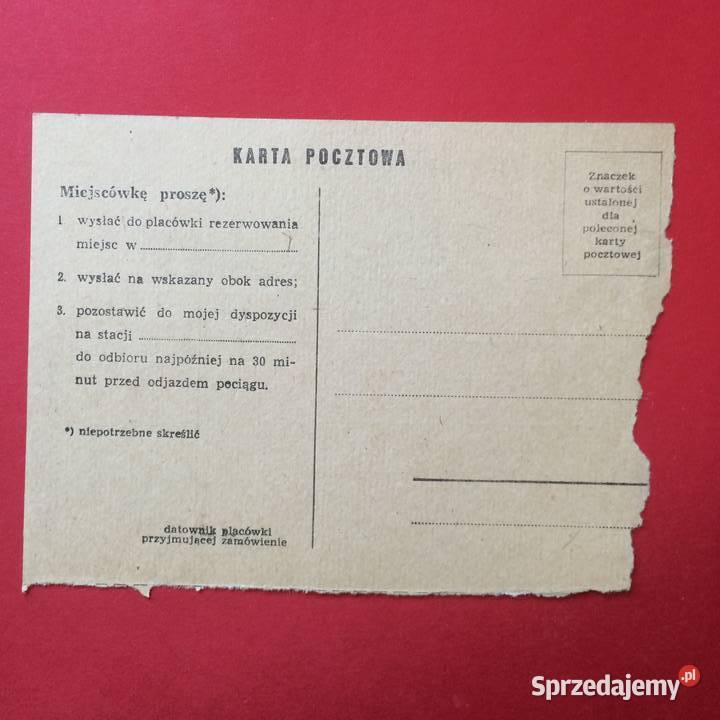 KARTA POCZTOWA
Miejscówkę proszę*):
1. wysłać do placówki rezerwowania
miejsc w
2. wysłać na wskazany obok adres;
3. pozostawić do mojej dyspozycji
na stacji
do odbioru najpóźniej na 30 mi-
nut przed odjazdem pociągu.
*) niepotrzebne skreślić
datownik placówki
przyjmującej zamówienie
Znaczek
o wartości
ustalonej
dla
poleconej
karty
pocztowej
Sprzedajemy.pl